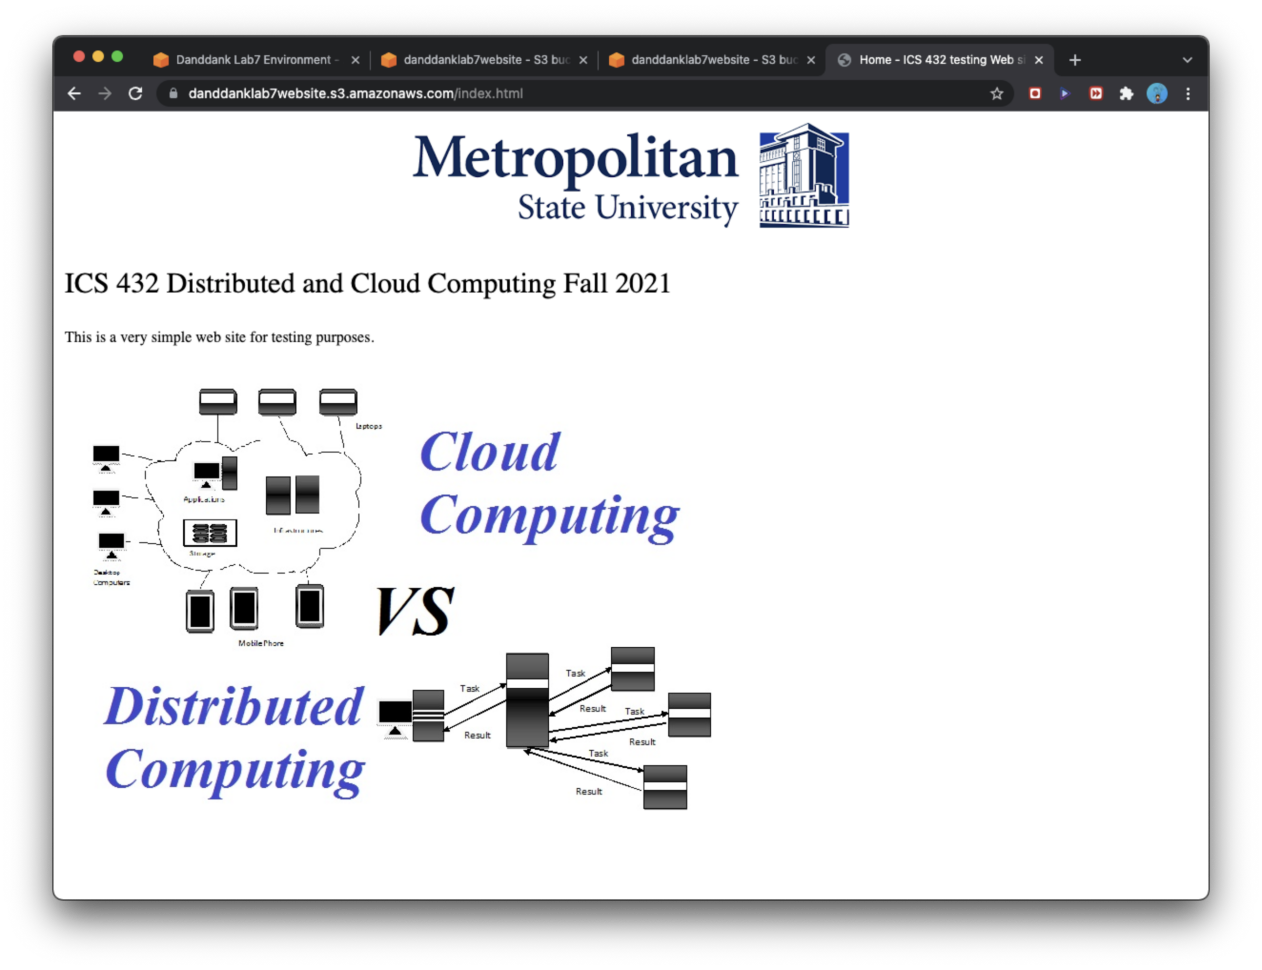 Danddank Lab7 Environment -
danddanklab7website - S3 buc
danddanklab7website - S3 buc
Home - ICS 432 testing Web si
danddanklab7website.s3.amazonaws.com/index.html
Metropolitan
State University
ICS 432 Distributed and Cloud Computing Fall 2021
This is a very simple web site for testing purposes.
Laptops
Cloud
Computing
Applications
Infrastructures
Storage
Desktop
Computers
Mobile Phone
VS
Distributed
Computing
Task
Result
Task
Result
Task
Result
Task
Result